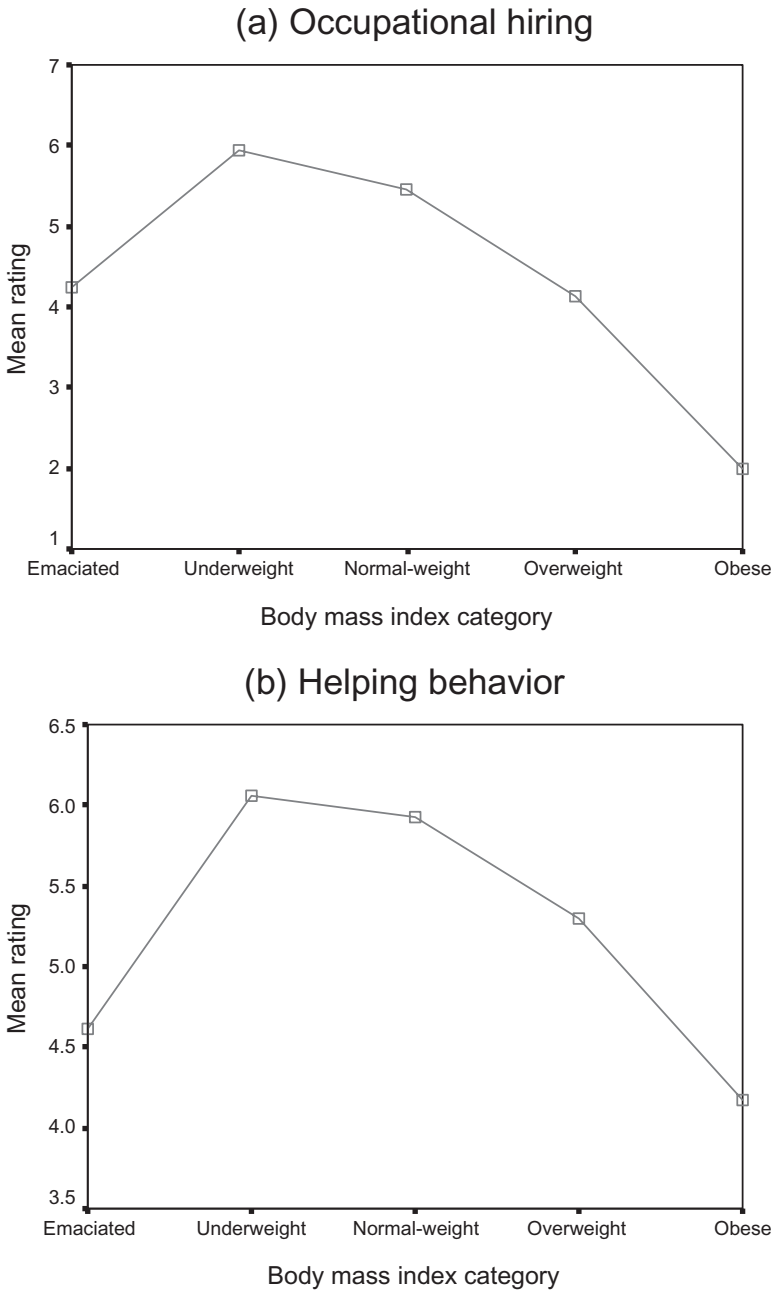 (a) Occupational hiring
7
6
5
4
3
2
1
Mean rating
Emaciated Underweight Normal-weight Overweight Obese
Body mass index category
(b) Helping behavior
6.5
6.0
5.5
5.0
4.5
4.0
3.5
Mean rating
Emaciated Underweight Normal-weight Overweight Obese
Body mass index category